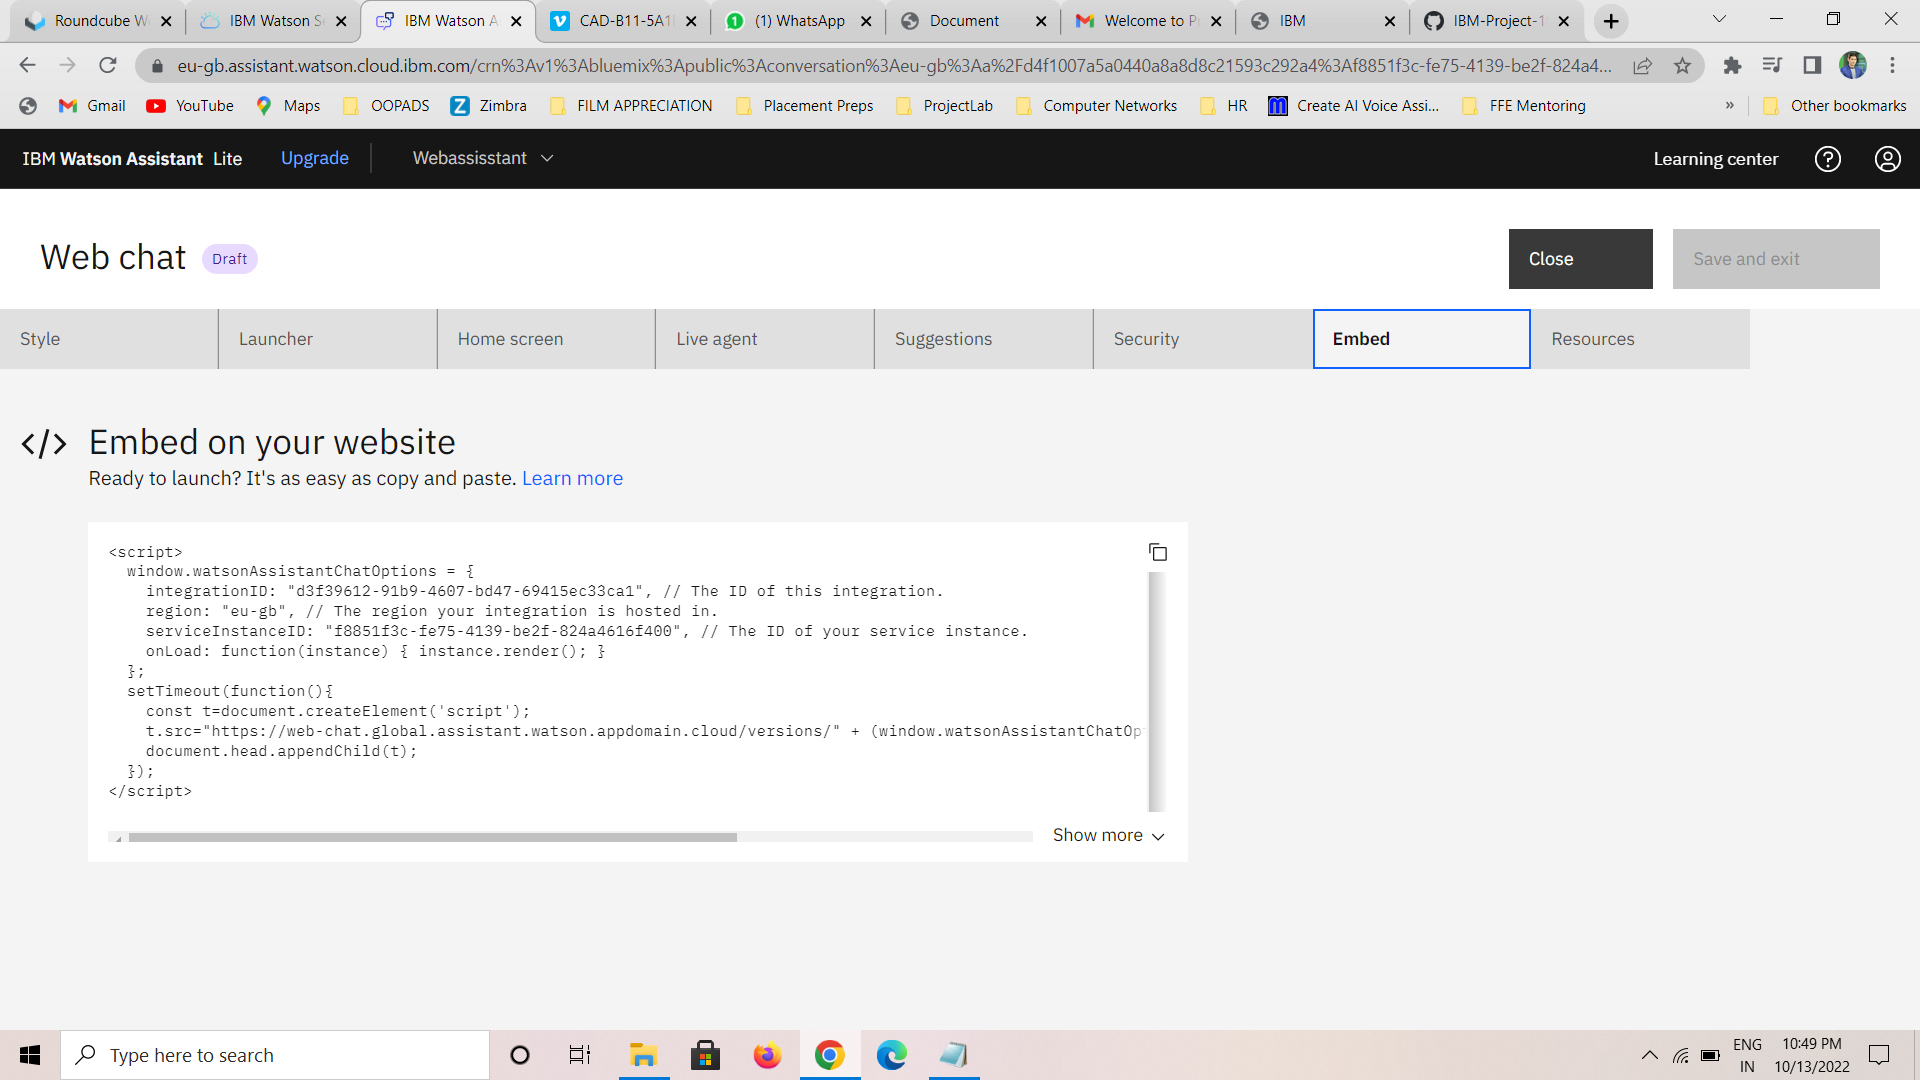 Roundcube W
IBM Watson S
IBM Watson A
CAD-B11-5A1
(1) WhatsApp
Document
Welcome to P
IBM
IBM-Project-1
eu-gb.assistant.watson.cloud.ibm.com/crn%3Av1%3Abluemix%3Apublic%3Aconversation%3Aeu-gb%3Aa%2Fd4f1007a5a0440a8a8d8c21593c292a4%3Af8851f3c-fe75-4139-be2f-824a4...
Gmail
YouTube
Maps
OOPADS
Zimbra
FILM APPRECIATION
Placement Preps
ProjectLab
Computer Networks
HR
Create AI Voice Assi...
FFE Mentoring
»
Other bookmarks
IBM Watson Assistant Lite
Upgrade
Webassisstant
Learning center
Web chat
Draft
Close
Save and exit
Style
Launcher
Home screen
Live agent
Suggestions
Security
Embed
Resources
</> Embed on your website
Ready to launch? It's as easy as copy and paste. Learn more
<script>
window.watsonAssistantChatOptions = {
integrationID: "d3f39612-91b9-4607-bd47-69415ec33ca1", // The ID of this integration.
region: "eu-gb", // The region your integration is hosted in.
serviceInstanceID: "f8851f3c-fe75-4139-be2f-824a4616f400", // The ID of your service instance.
onLoad: function(instance) { instance.render(); }
};
setTimeout(function(){
const t=document.createElement('script');
t.src="https://web-chat.global.assistant.watson.appdomain.cloud/versions/" + (window.watsonAssistantChatOp
document.head.appendChild(t);
});
</script>
Show more
Type here to search
ENG
IN
10:49 PM
10/13/2022